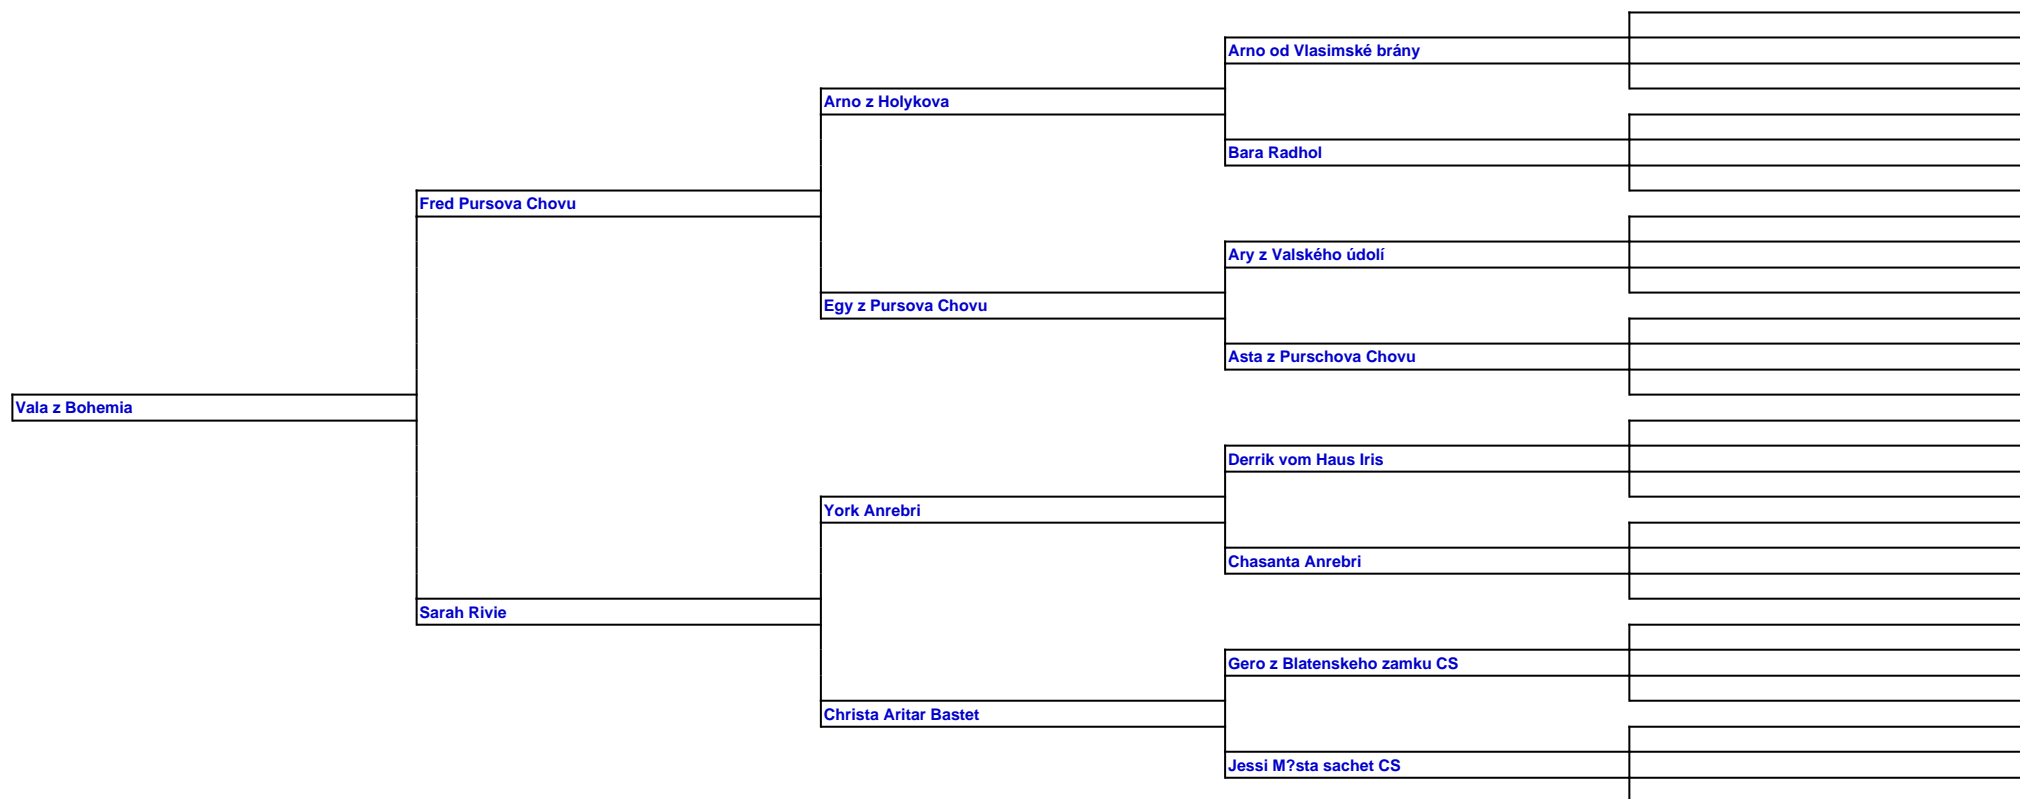 Arno od Vlasimské brány
Arno z Holykova
Bara Radhol
Fred Pursova Chovu
Ary z Valského údolí
Egy z Pursova Chovu
Asta z Purschova Chovu
Vala z Bohemia
Derrik vom Haus Iris
York Anrebri
Chasanta Anrebri
Sarah Rivie
Gero z Blatenskeho zamku CS
Christa Aritar Bastet
Jessi M?sta sachet CS